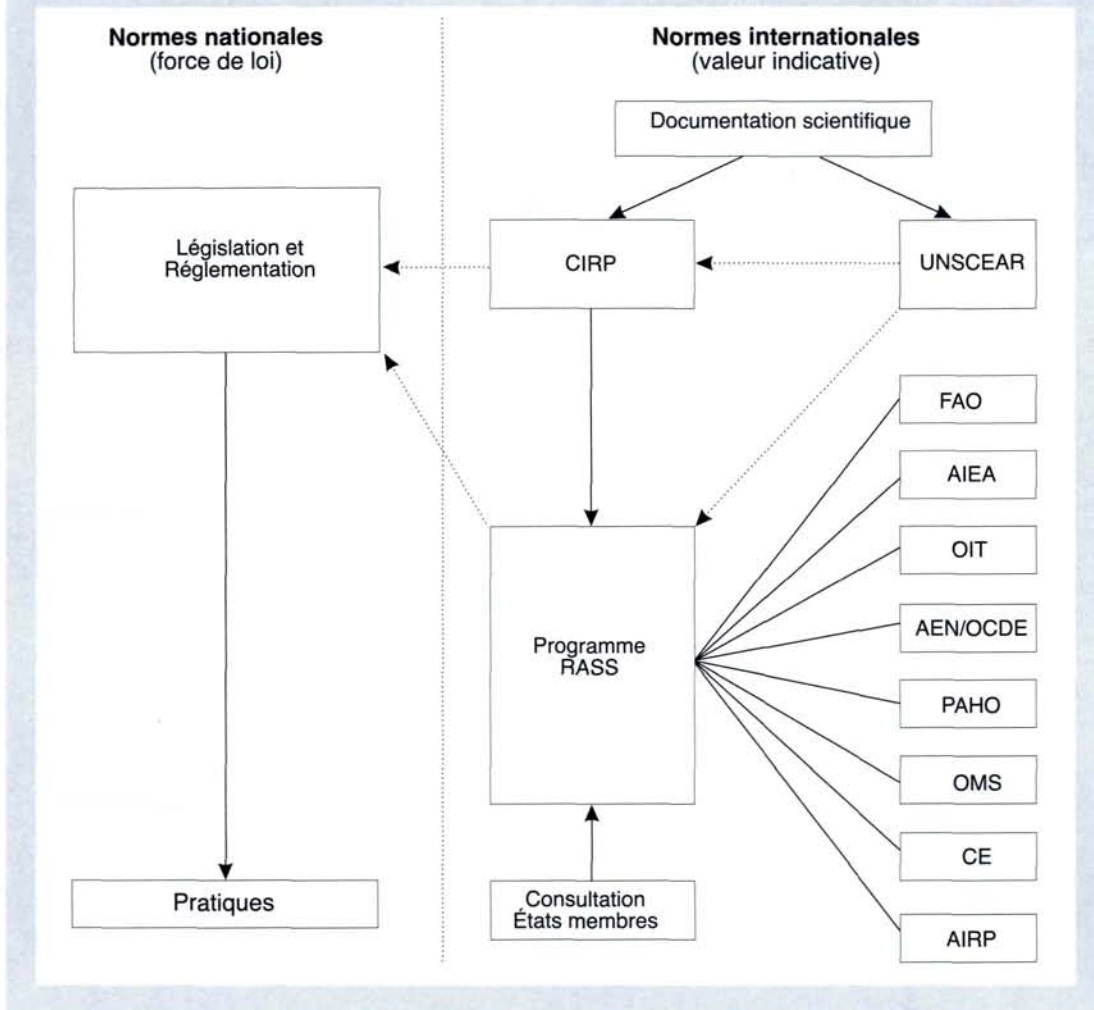 Normes nationales
(force de loi)
Normes internationales
(valeur indicative)
Documentation scientifique
Législation et
Réglementation
CIRP
UNSCEAR
FAO
AIEA
OIT
AEN/OCDE
Programme
RASS
PAHO
OMS
CE
Pratiques
Consultation
États membres
AIRP